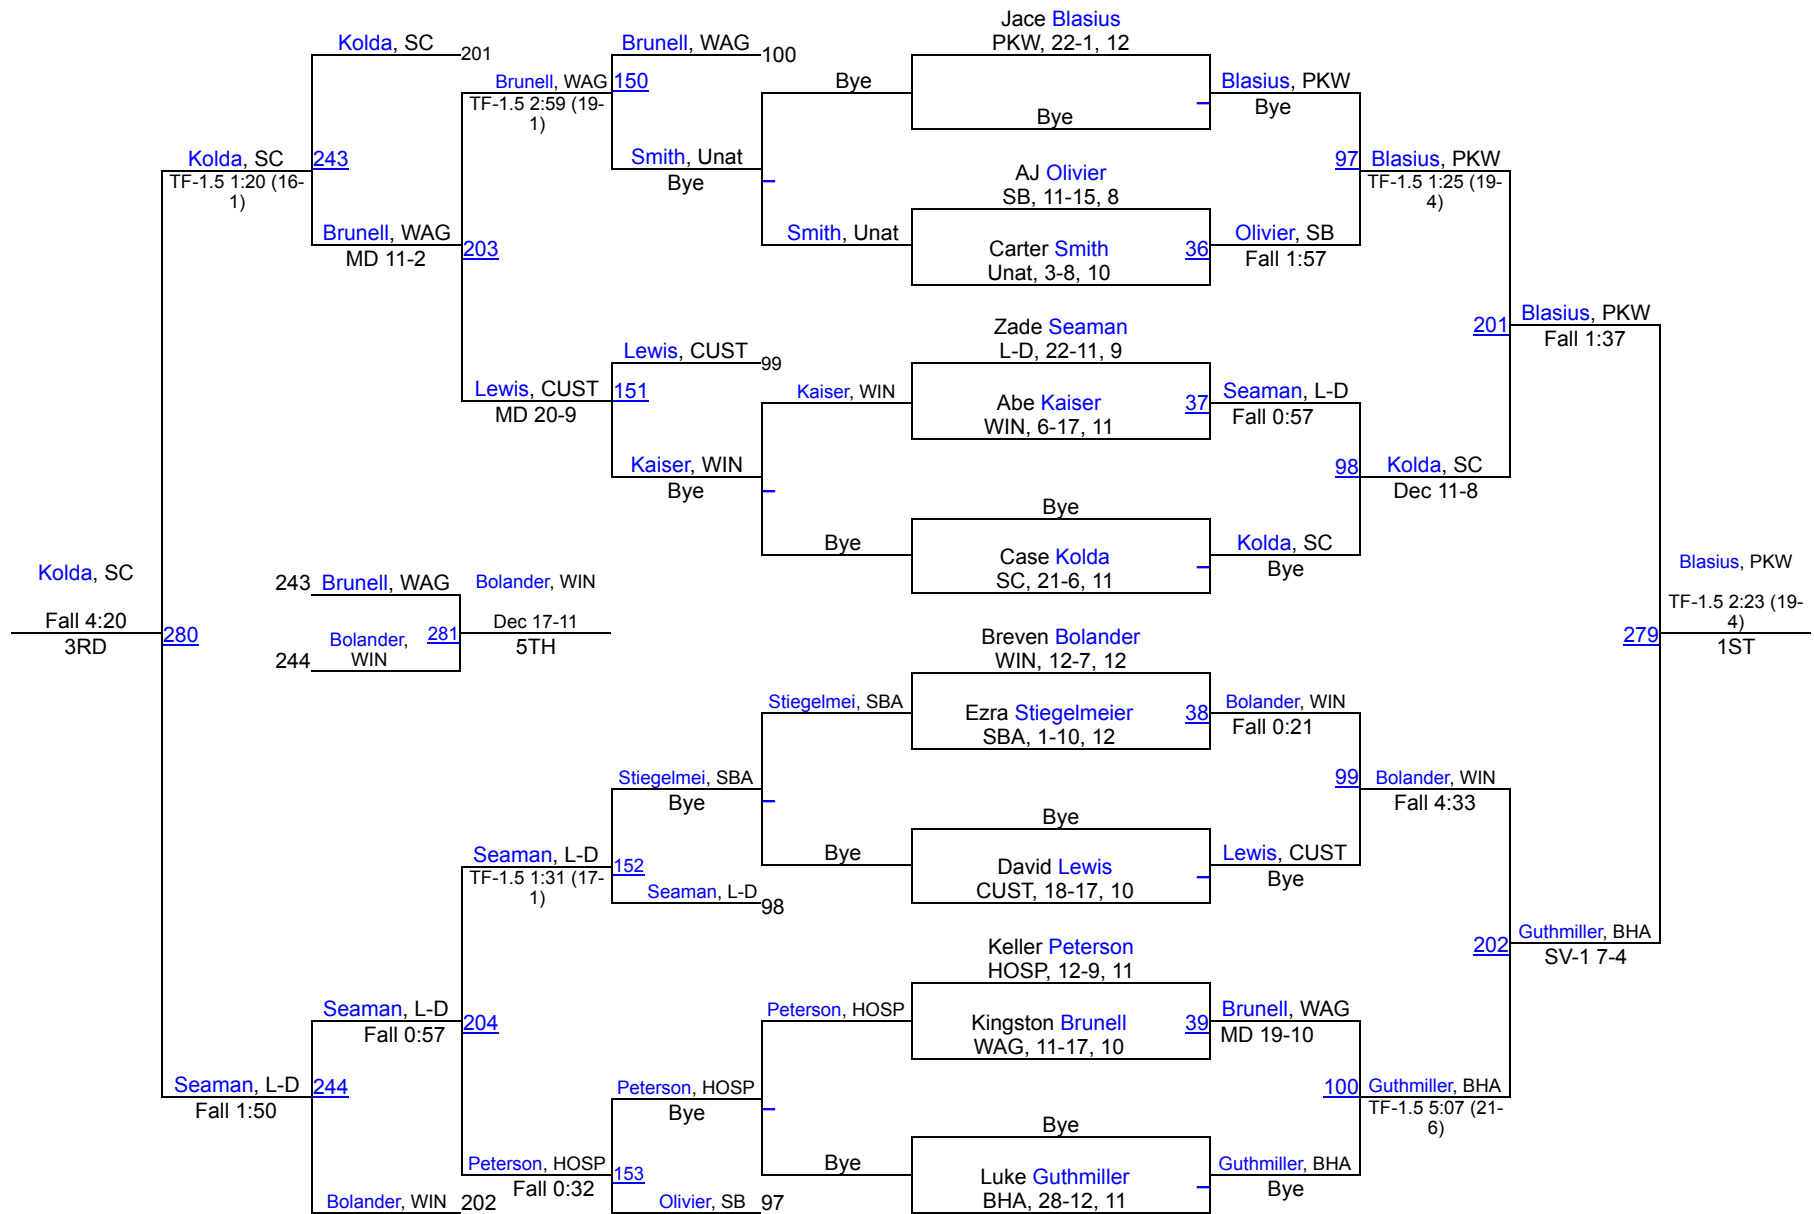 Jace Blasius
PKW, 22-1, 12
Kolda, SC
201
Brunell, WAG
100
Brunell, WAG
150
TF-1.5 2:59 (19-
1)
Bye
Bye
Blasius, PKW
Bye
Kolda, SC
243
TF-1.5 1:20 (16-
1)
Smith, Unat
Bye
AJ Olivier
SB, 11-15, 8
97
Blasius, PKW
TF-1.5 1:25 (19-
4)
Brunell, WAG
203
MD 11-2
Smith, Unat
Carter Smith
Unat, 3-8, 10
36
Olivier, SB
Fall 1:57
Zade Seaman
L-D, 22-11, 9
201
Blasius, PKW
Fall 1:37
Lewis, CUST
99
Lewis, CUST
151
MD 20-9
Kaiser, WIN
Abe Kaiser
WIN, 6-17, 11
37
Seaman, L-D
Fall 0:57
Kaiser, WIN
Bye
98
Kolda, SC
Dec 11-8
Bye
Bye
Case Kolda
SC, 21-6, 11
Kolda, SC
Bye
Kolda, SC
Fall 4:20
3RD
280
243
Brunell, WAG
Bolander, WIN
244
Bolander,
WIN
281
Dec 17-11
5TH
Blasius, PKW
TF-1.5 2:23 (19-
4)
279
1ST
Breven Bolander
WIN, 12-7, 12
Stiegelmei, SBA
Ezra Stiegelmeier
SBA, 1-10, 12
38
Bolander, WIN
Fall 0:21
Stiegelmei, SBA
Bye
99
Bolander, WIN
Fall 4:33
Bye
Seaman, L-D
152
TF-1.5 1:31 (17-
1)
Seaman, L-D
98
Bye
David Lewis
CUST, 18-17, 10
Lewis, CUST
Bye
Keller Peterson
HOSP, 12-9, 11
202
Guthmiller, BHA
SV-1 7-4
Seaman, L-D
204
Fall 0:57
Peterson, HOSP
Kingston Brunell
WAG, 11-17, 10
39
Brunell, WAG
MD 19-10
Seaman, L-D
244
Fall 1:50
Peterson, HOSP
Bye
100
Guthmiller, BHA
TF-1.5 5:07 (21-
6)
Bye
Peterson, HOSP
153
Fall 0:32
Bye
Luke Guthmiller
BHA, 28-12, 11
Guthmiller, BHA
Bye
Bolander, WIN
202
Olivier, SB
97